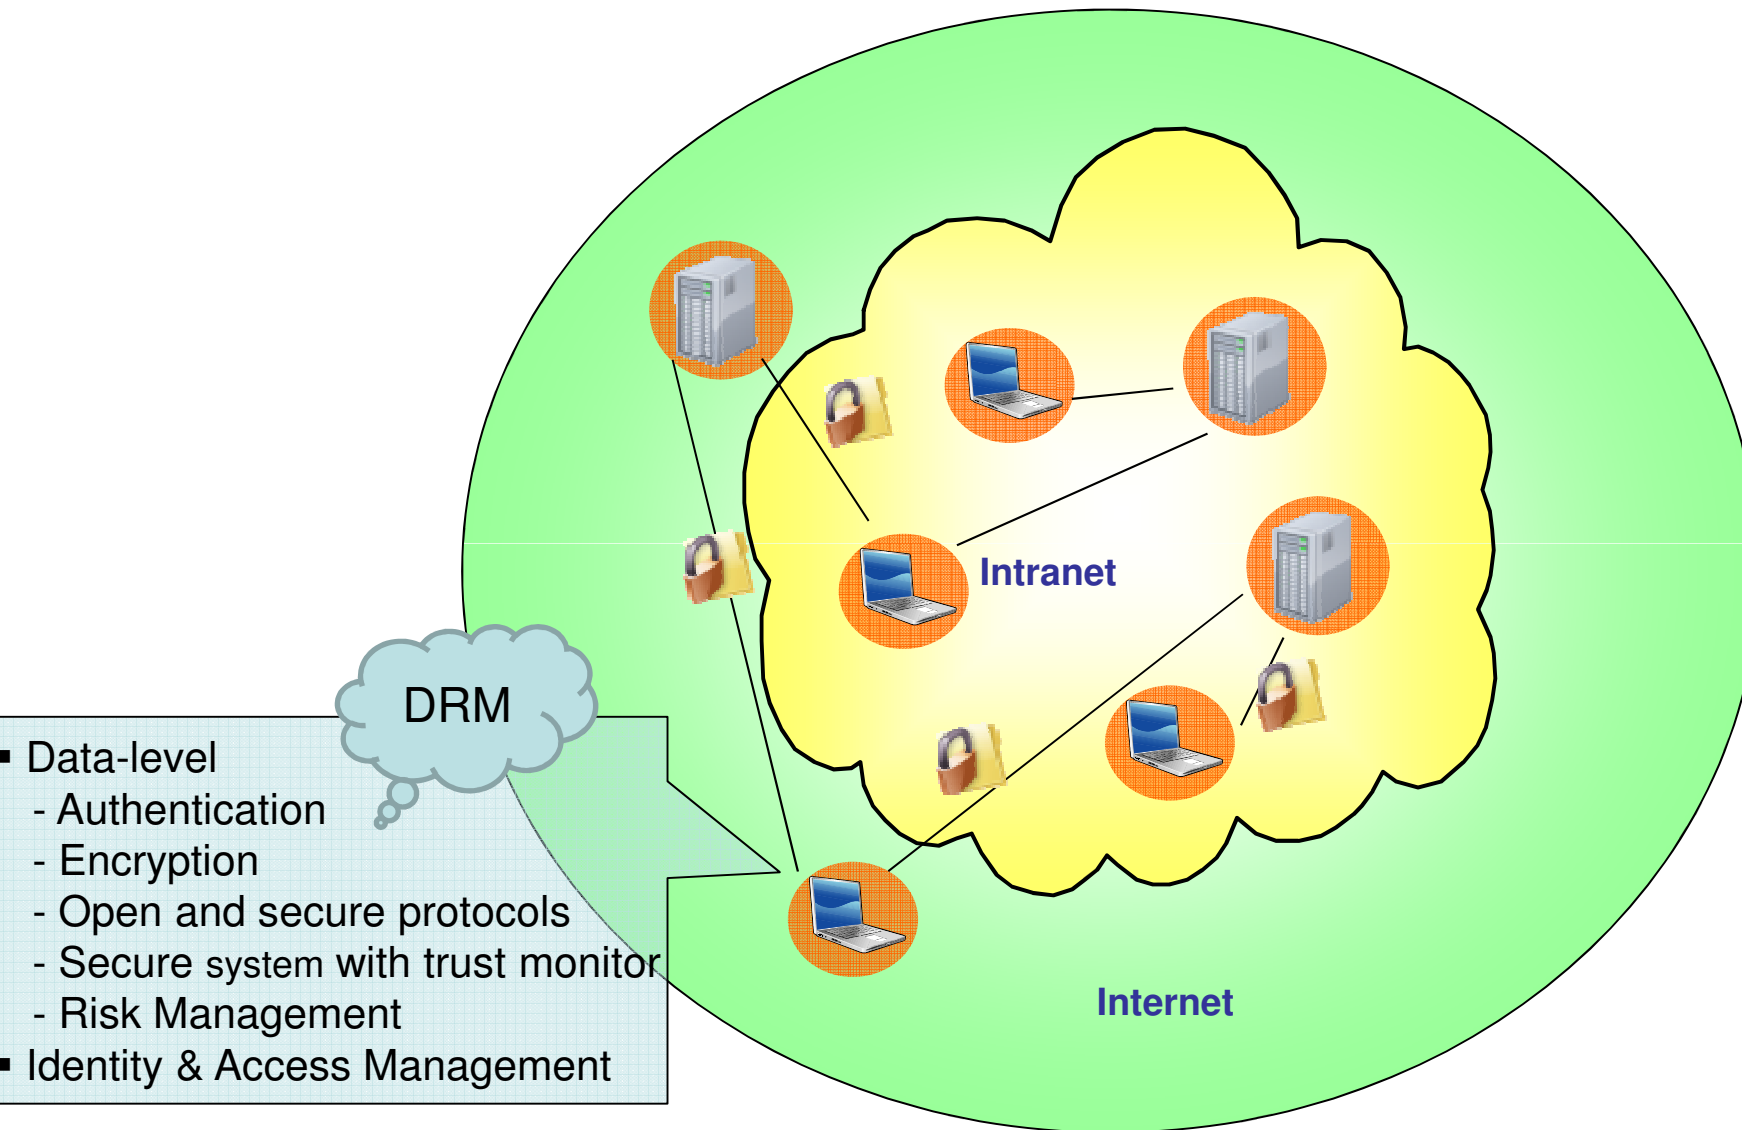 Intranet
DRM
▪ Data-level
- Authentication
- Encryption
- Open and secure protocols
- Secure system with trust monitor
- Risk Management
▪ Identity & Access Management
Internet